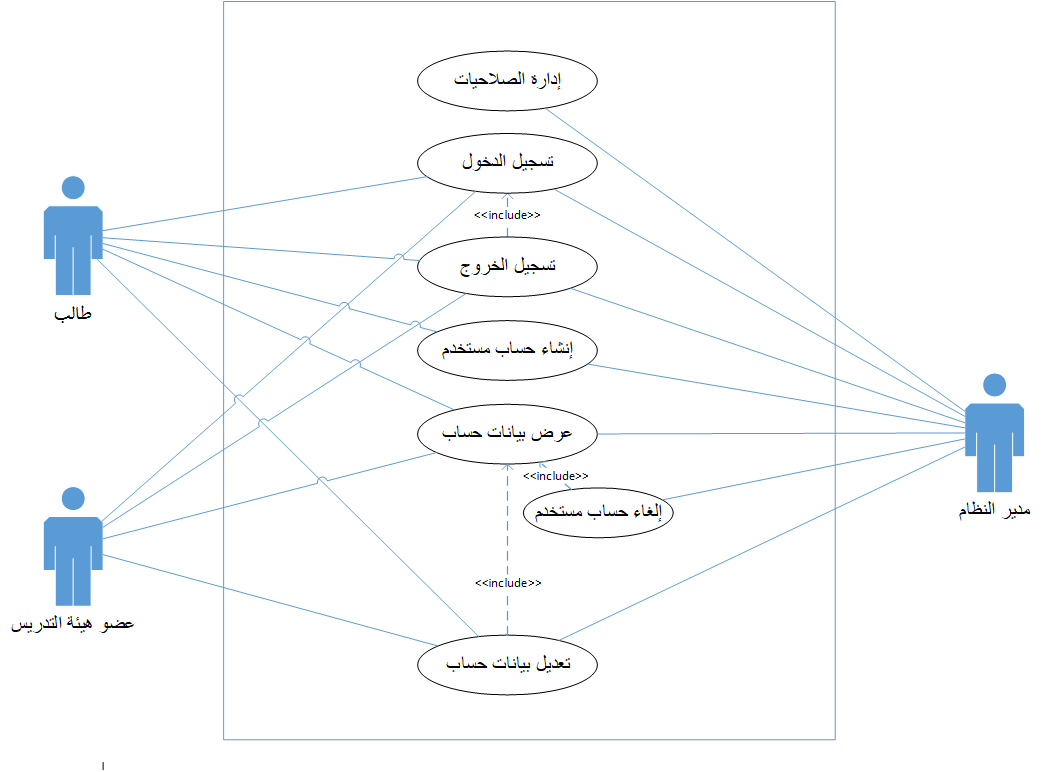 إدارة الصلاحيات
تسجيل الدخول
<<include>>
تسجيل الخروج
طالب
إنشاء حساب مستخدم
عرض بيانات حساب
<<include>>
إلغاء حساب مستخدم
مدير النظام
<<include>>
عضو هيئة التدريس
تعديل بيانات حساب